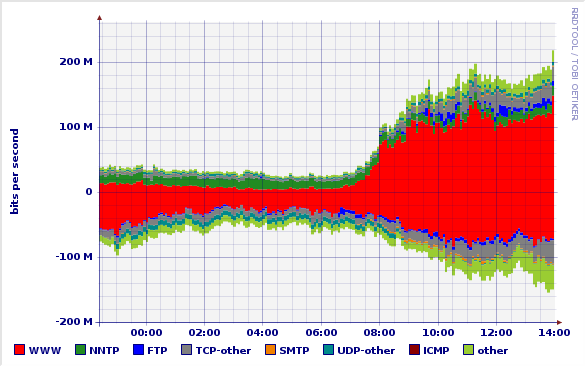 RRDTOOL / TOBI OETIKER
bits per second
200 M
100 M
0
-100 M
-200 M
00:00 02:00 04:00 06:00 08:00 10:00 12:00 14:00
WWW NNTP FTP TCP-other SMTP UDP-other ICMP other